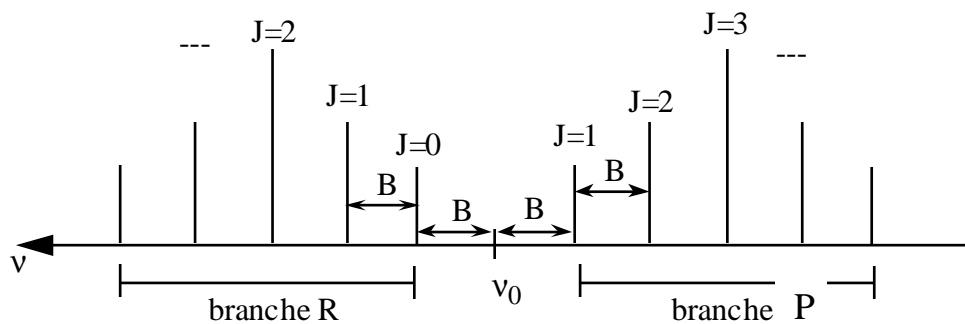 J=2
J=3
---
---
J=1
J=2
J=0
J=1
B
B
B
B
ν
ν0
branche R
branche P